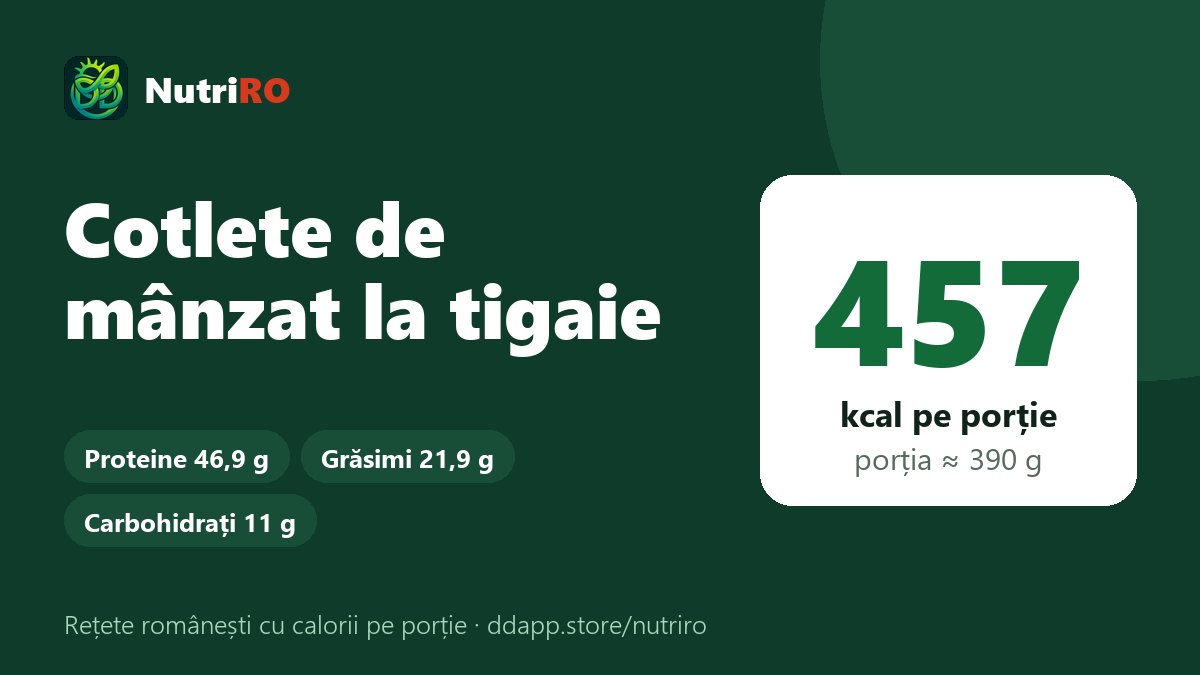 NutriRO
Cotlete de
mânzat la tigaie
457
kcal pe porție
porția ≈ 390 g
Proteine 46,9 g
Grăsimi 21,9 g
Carbohidrați 11 g
Rețete românești cu calorii pe porție · ddapp.store/nutriro